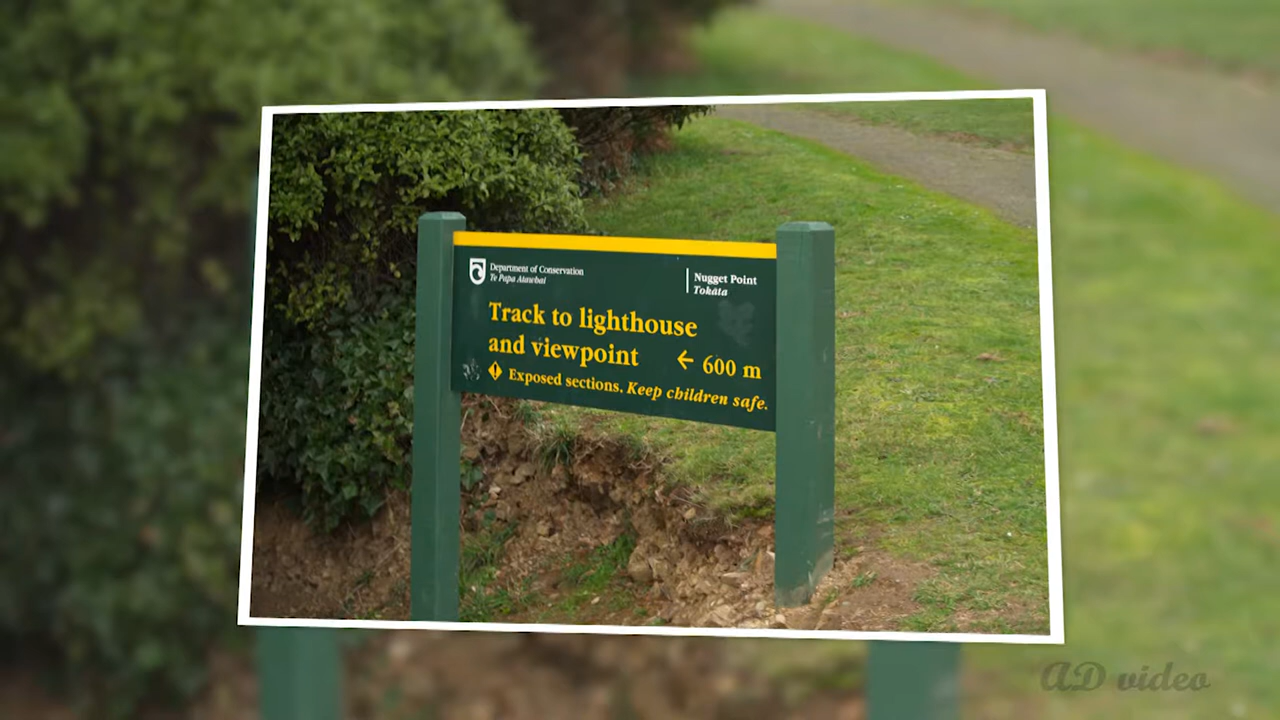 Department of Conservation
Te Papa Atawhai
Nugget Point
Tokata
Track to lighthouse
and viewpoint ← 600 m
Exposed sections. Keep children safe.
AD video